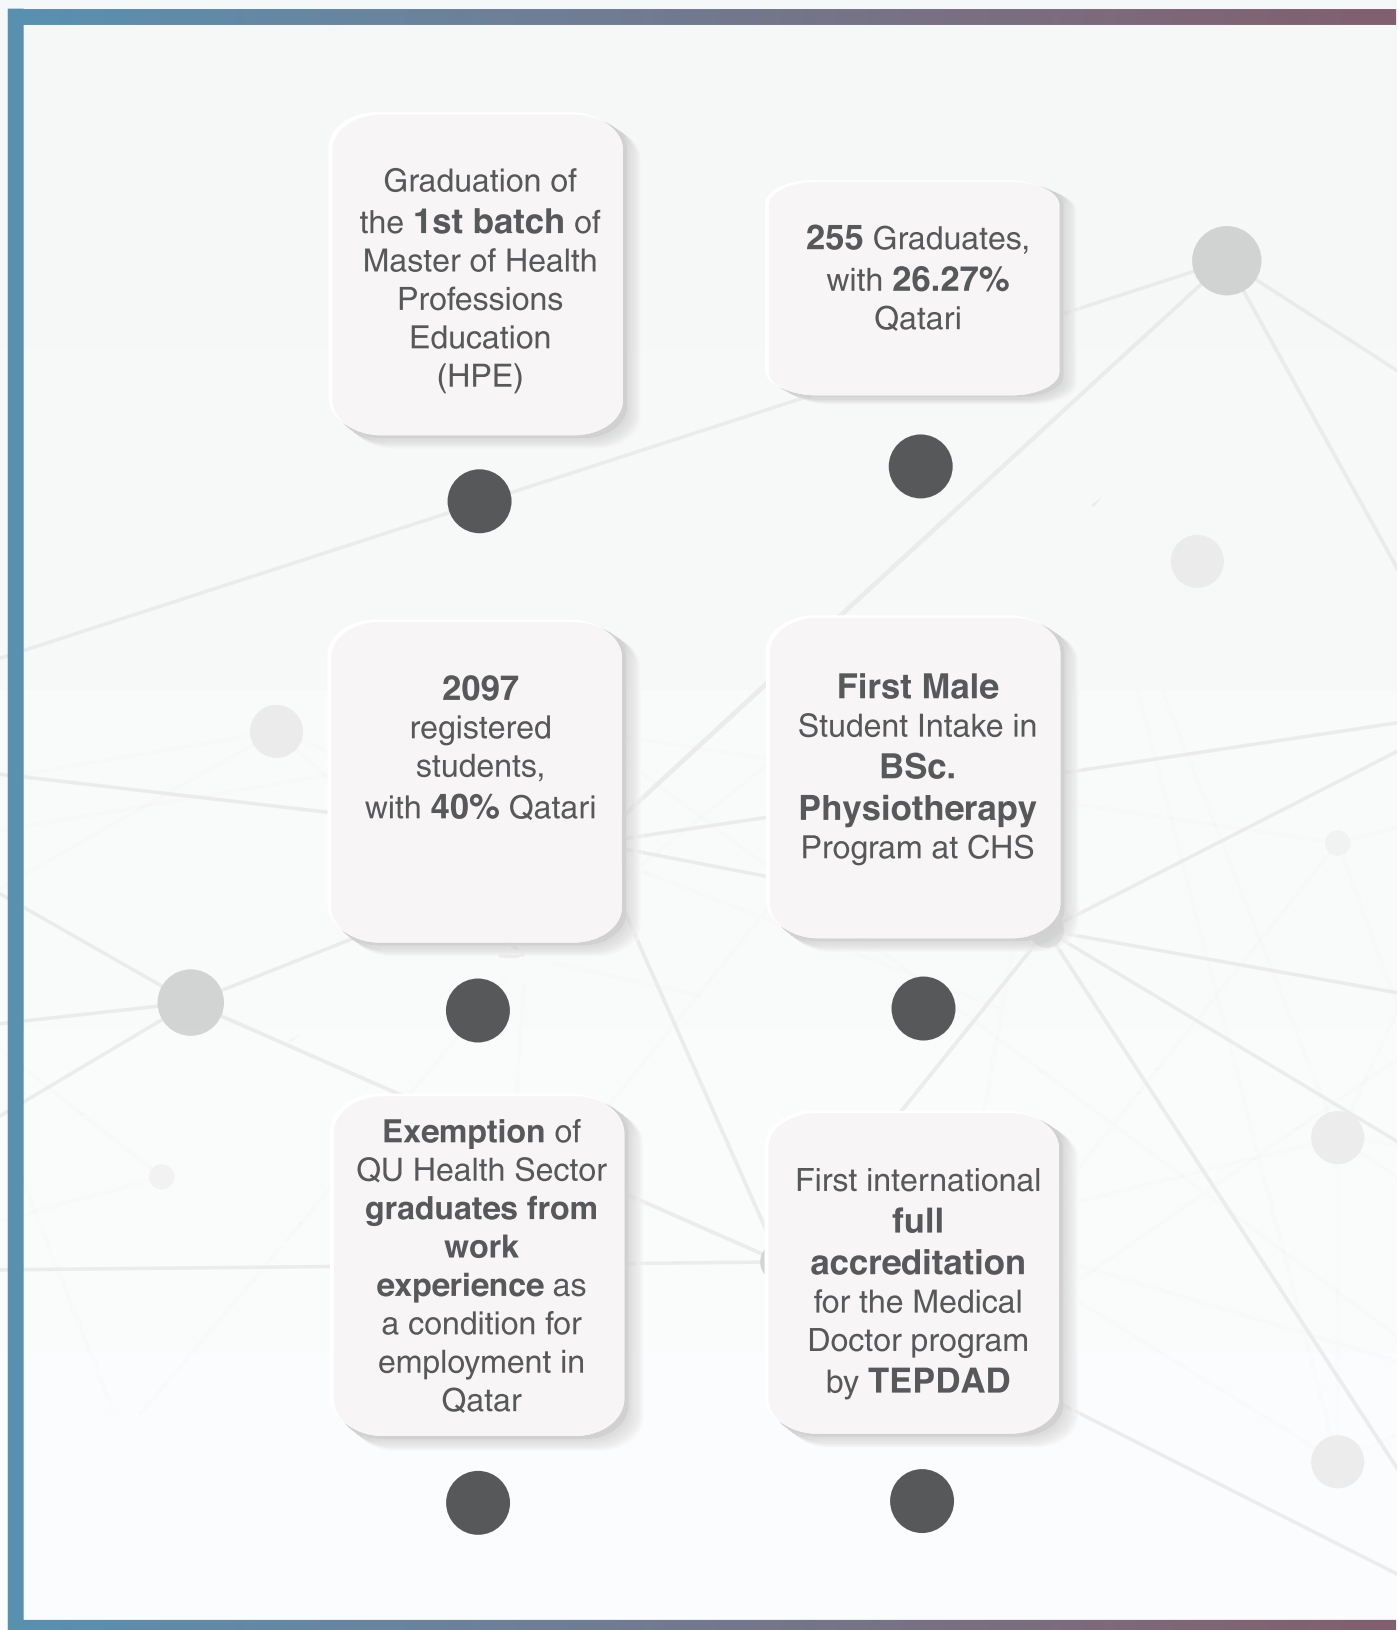 Graduation of
the 1st batch of
Master of Health
Professions
Education
(HPE)
255 Graduates,
with 26.27%
Qatari
2097
registered
students,
with 40% Qatari
First Male
Student Intake in
BSc.
Physiotherapy
Program at CHS
Exemption of
QU Health Sector
graduates from
work
experience as
a condition for
employment in
Qatar
First international
full
accreditation
for the Medical
Doctor program
by TEPDAD